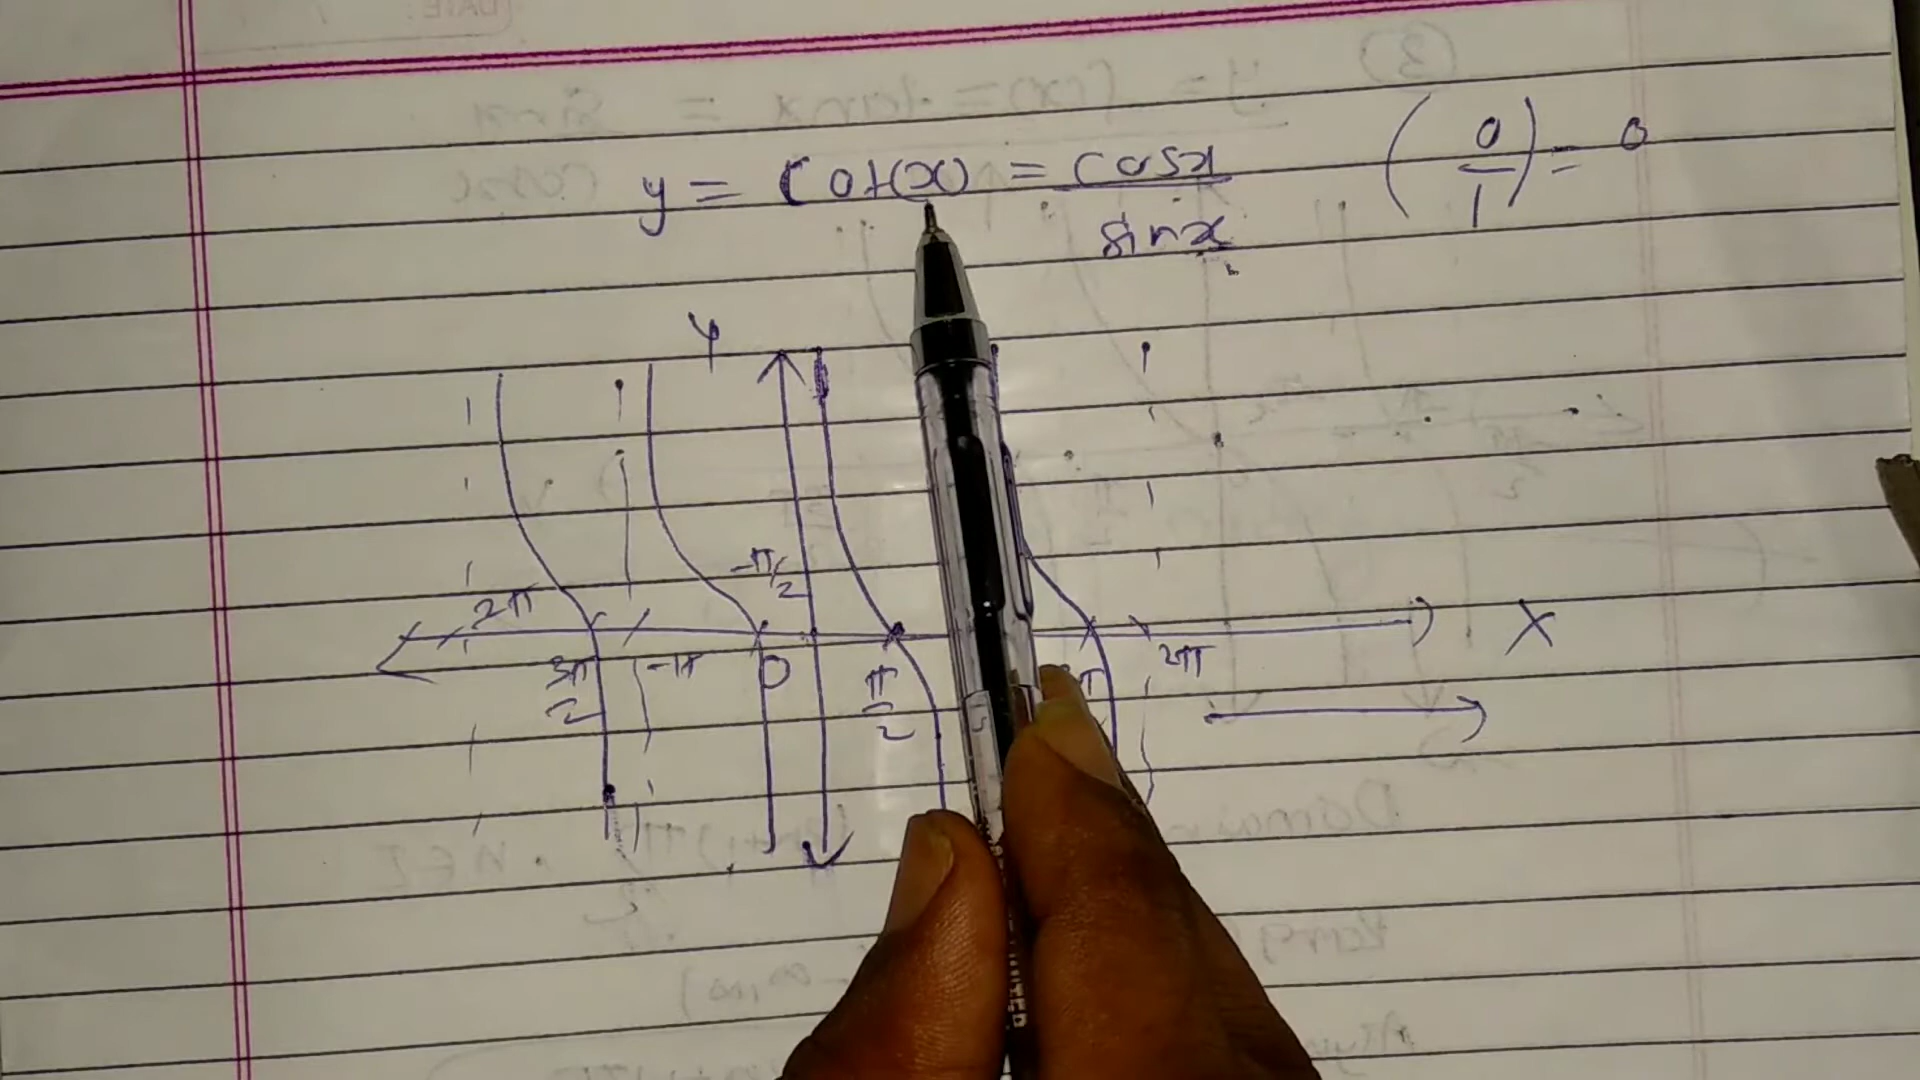 y = Cot(x) = cosx / sinx (0/1) = 0
y
-π/2
2π
X
3π/2 -π 0 π/2 π 2π